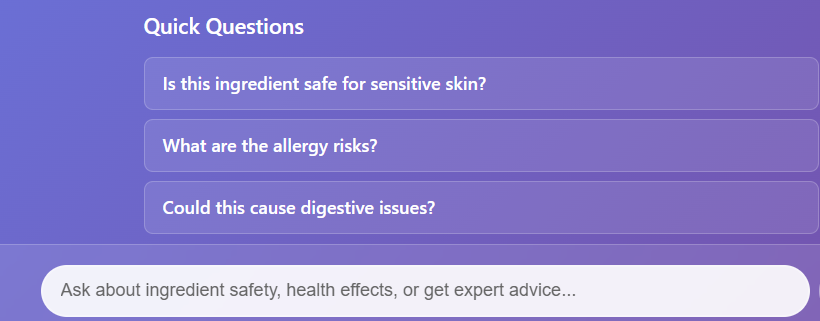 Quick Questions
Is this ingredient safe for sensitive skin?
What are the allergy risks?
Could this cause digestive issues?
Ask about ingredient safety, health effects, or get expert advice...